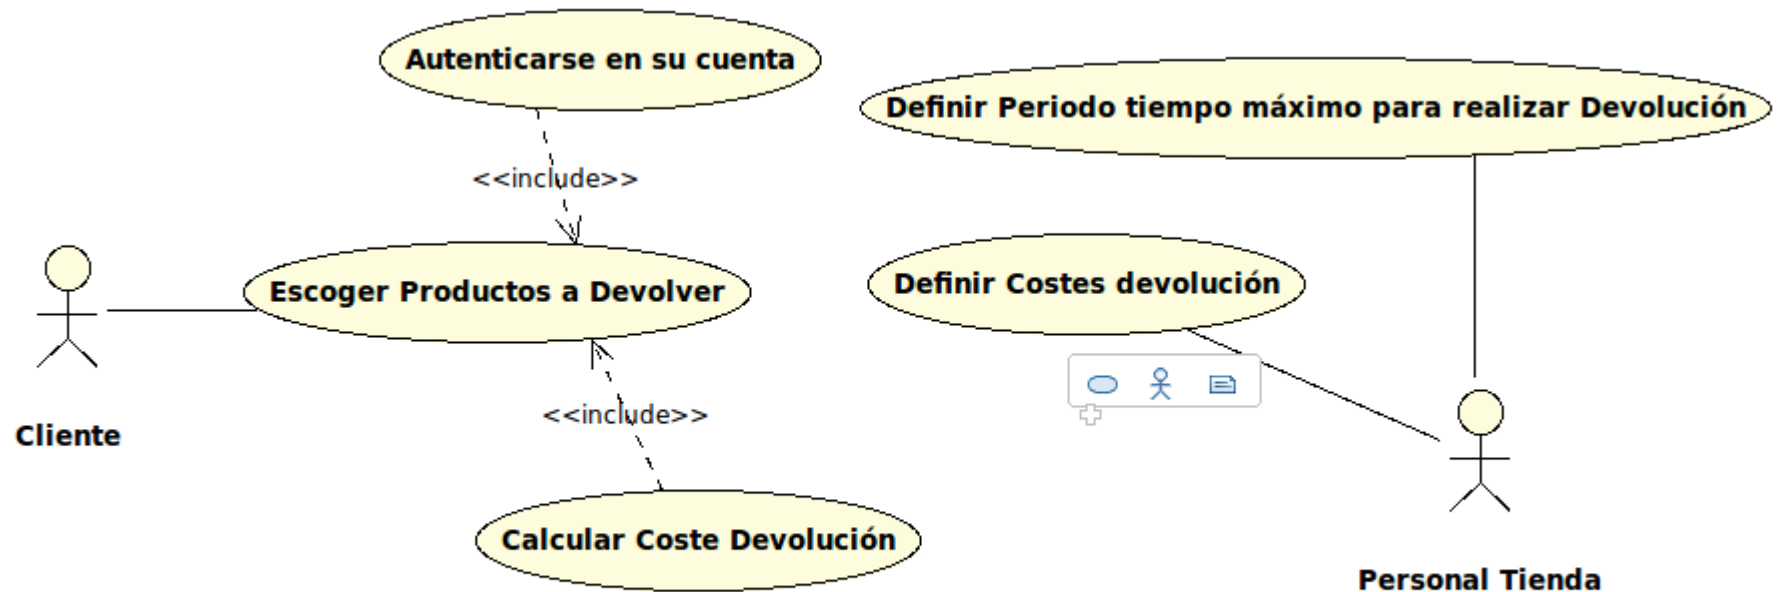 Autenticarse en su cuenta
Definir Periodo tiempo máximo para realizar Devolución
<<include>>
Escoger Productos a Devolver
Definir Costes devolución
<<include>>
Cliente
Calcular Coste Devolución
Personal Tienda